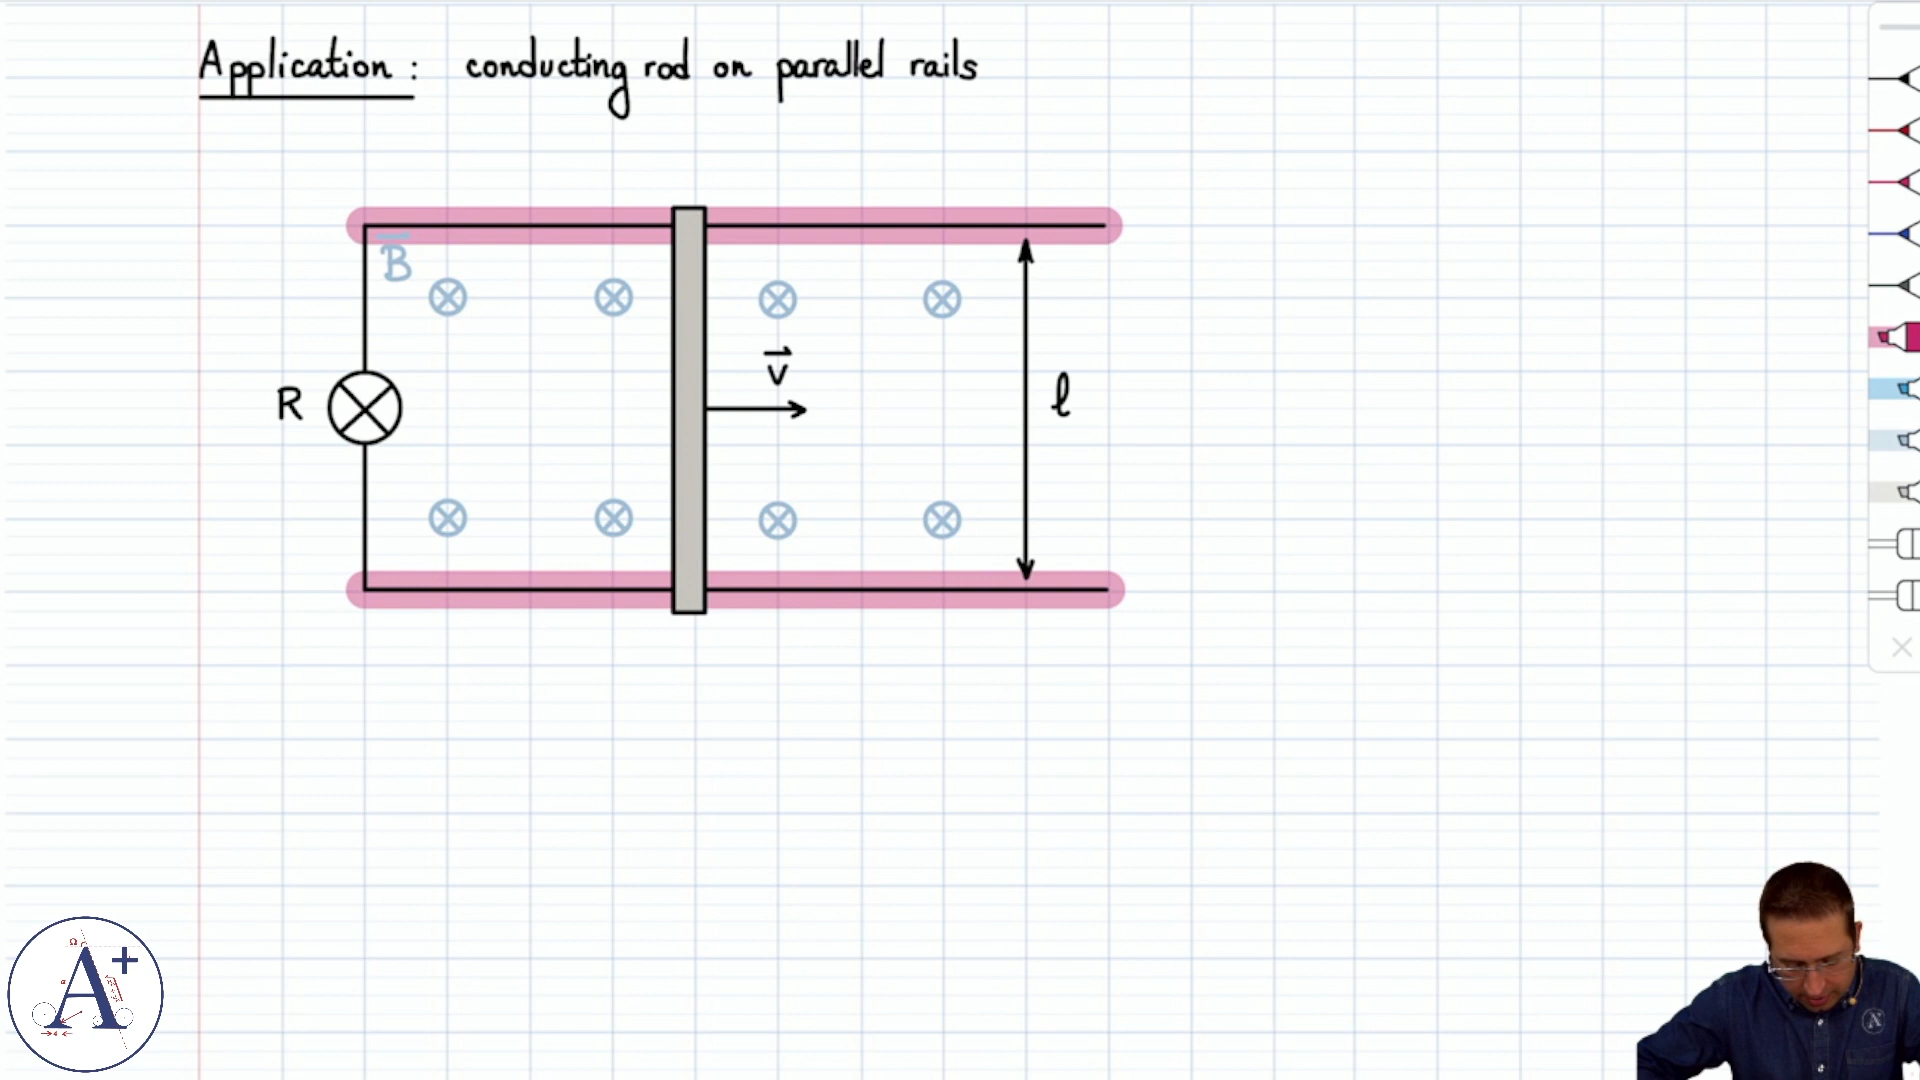 Application : conducting rod on parallel rails
B
v
R
l
A+